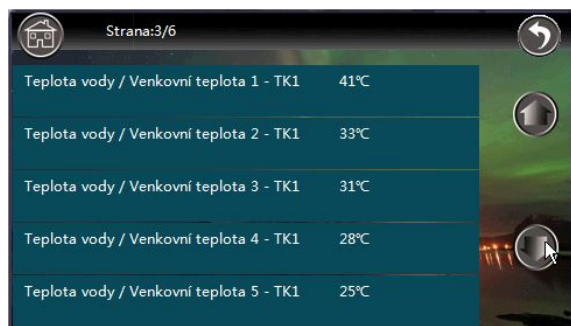 Strana:3/6
Teplota vody / Venkovní teplota 1 - TK1 41℃
Teplota vody / Venkovní teplota 2 - TK1 33℃
Teplota vody / Venkovní teplota 3 - TK1 31℃
Teplota vody / Venkovní teplota 4 - TK1 28℃
Teplota vody / Venkovní teplota 5 - TK1 25℃